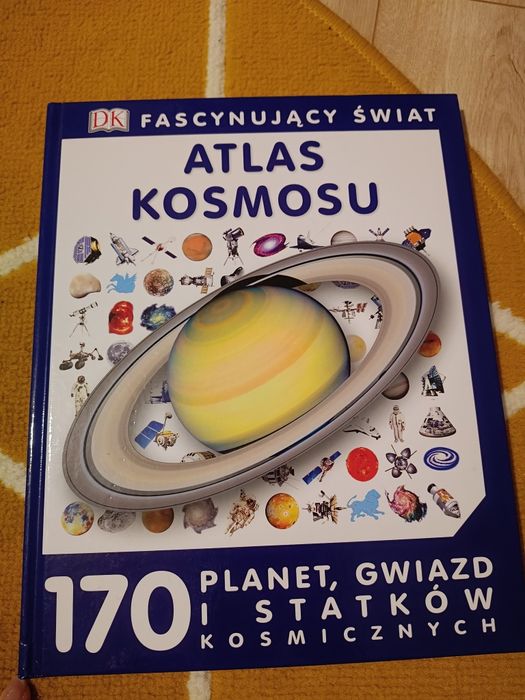 DK FASCYNUJĄCY ŚWIAT
ATLAS
KOSMOSU
170 PLANET, GWIAZD
I STATKÓW
KOSMICZNYCH